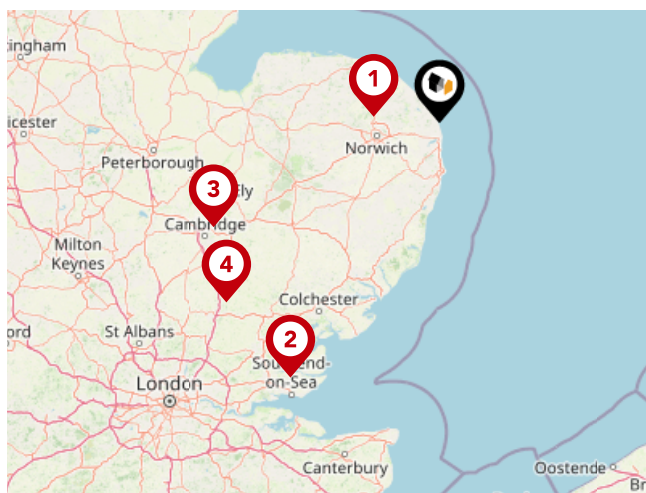 tingham
1
icester
Norwich
Peterborough
3
Ely
Cambridge
Milton
Keynes
4
Colchester
ord
St Albans
2
Southend-
on-Sea
London
Canterbury
Oostende
Br